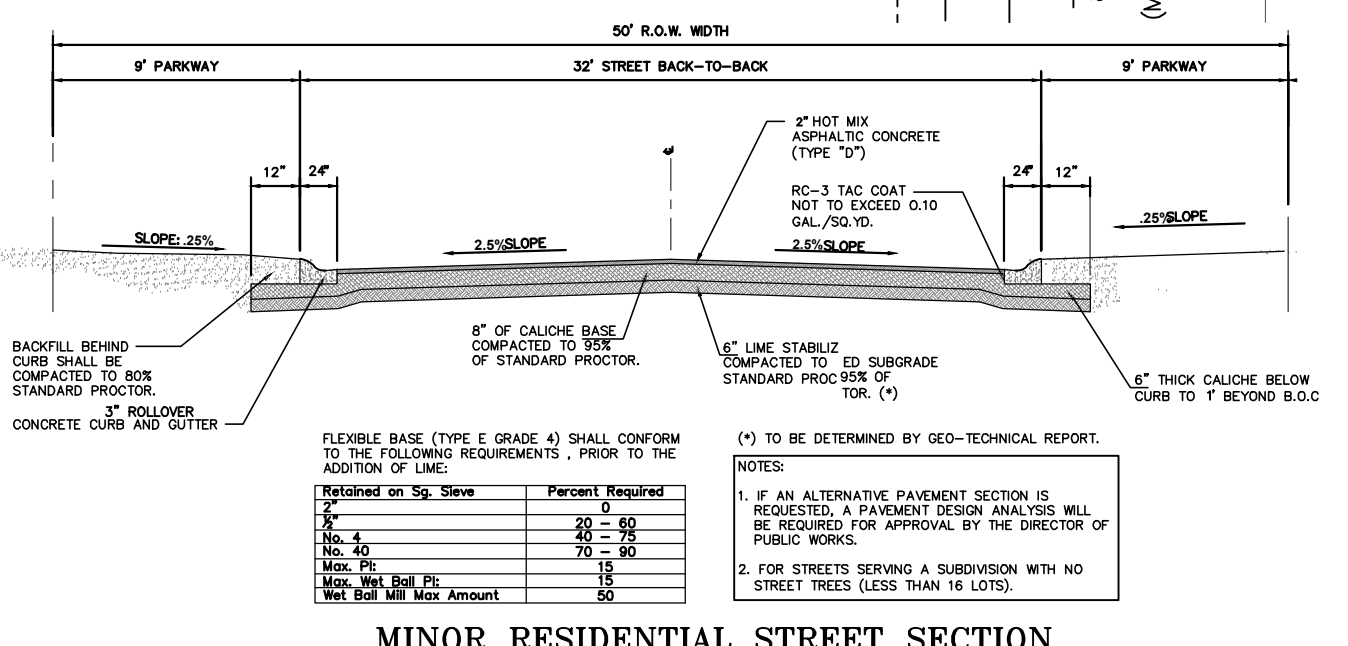 (M
50' R.O.W. WIDTH
9' PARKWAY
32' STREET BACK-TO-BACK
9' PARKWAY
2" HOT MIX
ASPHALTIC CONCRETE
(TYPE "D")
12"
24"
24"
12"
RC-3 TAC COAT
NOT TO EXCEED 0.10
GAL./SQ.YD.
SLOPE: .25%
2.5%SLOPE
2.5%SLOPE
.25%SLOPE
BACKFILL BEHIND
CURB SHALL BE
COMPACTED TO 80%
STANDARD PROCTOR.
3" ROLLOVER
CONCRETE CURB AND GUTTER
8" OF CALICHE BASE
COMPACTED TO 95%
OF STANDARD PROCTOR.
6" LIME STABILIZ
COMPACTED TO ED SUBGRADE
STANDARD PROC 95% OF
TOR. (*)
6" THICK CALICHE BELOW
CURB TO 1' BEYOND B.O.C
FLEXIBLE BASE (TYPE E GRADE 4) SHALL CONFORM
TO THE FOLLOWING REQUIREMENTS , PRIOR TO THE
ADDITION OF LIME:
Retained on Sg. Sieve Percent Required
2" 0
½" 20 - 60
No. 4 40 - 75
No. 40 70 - 90
Max. PI: 15
Max. Wet Ball PI: 15
Wet Ball Mill Max Amount 50
(*) TO BE DETERMINED BY GEO-TECHNICAL REPORT.
NOTES:
1. IF AN ALTERNATIVE PAVEMENT SECTION IS
REQUESTED, A PAVEMENT DESIGN ANALYSIS WILL
BE REQUIRED FOR APPROVAL BY THE DIRECTOR OF
PUBLIC WORKS.
2. FOR STREETS SERVING A SUBDIVISION WITH NO
STREET TREES (LESS THAN 16 LOTS).
MINOR RESIDENTIAL STREET SECTION